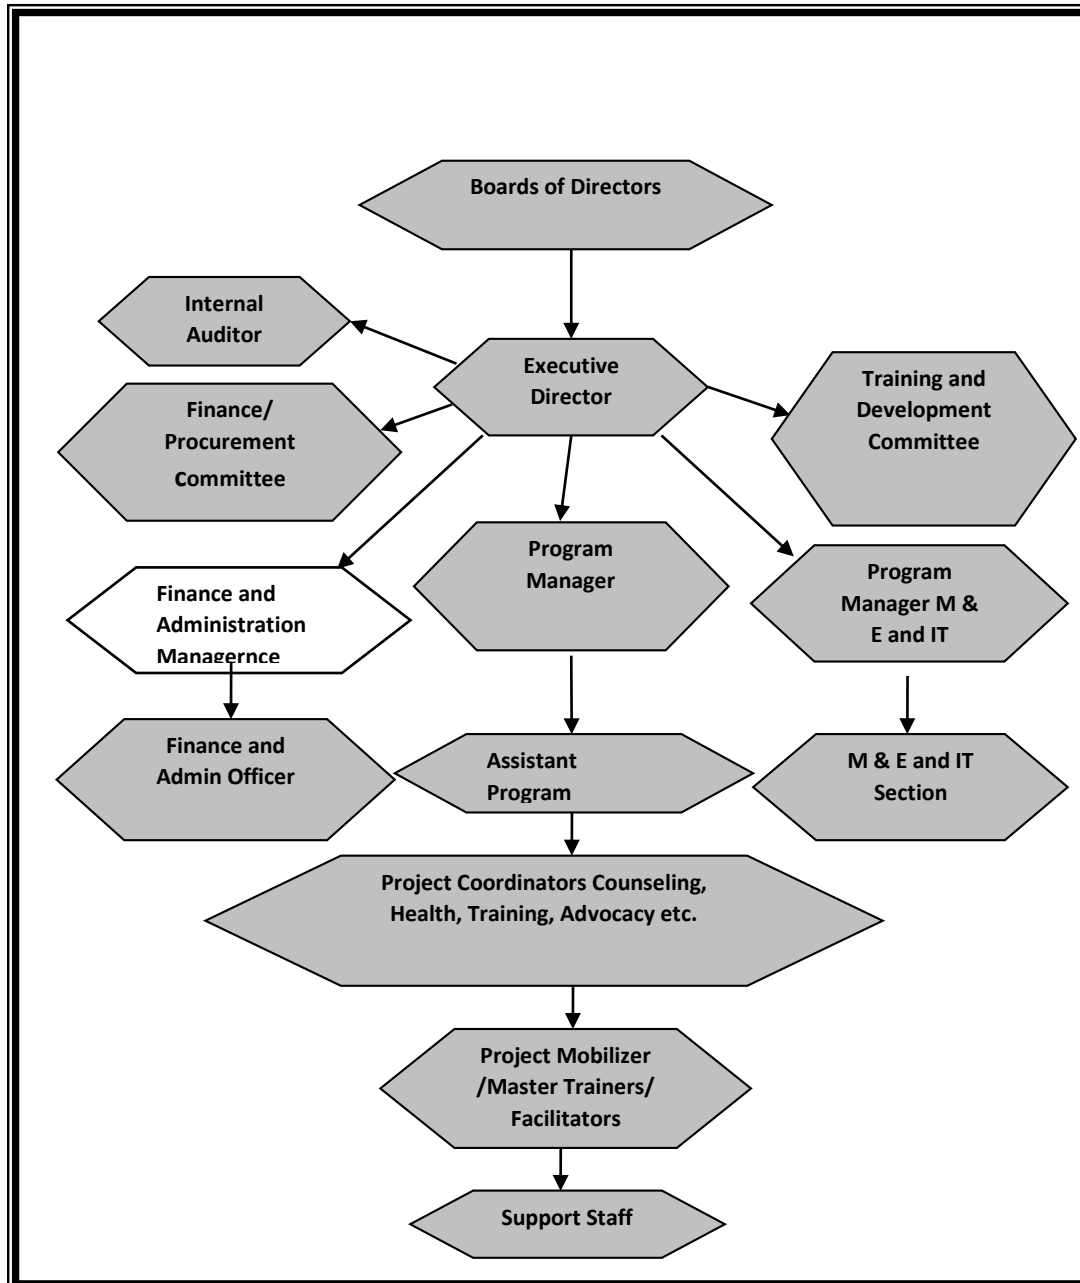 Boards of Directors
Internal
Auditor
Executive
Director
Finance/
Procurement
Committee
Training and
Development
Committee
Finance and
Administration
Managernce
Program
Manager
Program
Manager M &
E and IT
Finance and
Admin Officer
Assistant
Program
M & E and IT
Section
Project Coordinators Counseling,
Health, Training, Advocacy etc.
Project Mobilizer
/Master Trainers/
Facilitators
Support Staff